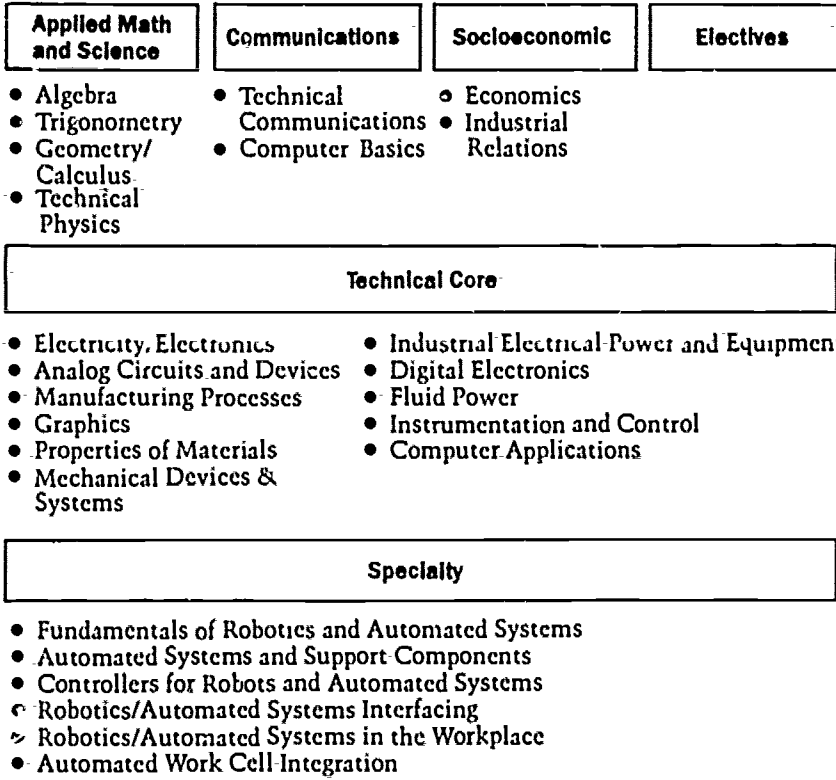 Applied Math
and Science
Communications
Socioeconomic
Electives
• Algebra
• Trigonometry
• Geometry/
Calculus
• Technical
Physics
• Technical
Communications
• Computer Basics
• Economics
• Industrial
Relations
Technical Core
• Electricity, Electronics
• Analog Circuits and Devices
• Manufacturing Processes
• Graphics
• Properties of Materials
• Mechanical Devices &
Systems
• Industrial Electrical Power and Equipmen
• Digital Electronics
• Fluid Power
• Instrumentation and Control
• Computer Applications
Specialty
• Fundamentals of Robotics and Automated Systems
• Automated Systems and Support Components
• Controllers for Robots and Automated Systems
• Robotics/Automated Systems Interfacing
• Robotics/Automated Systems in the Workplace
• Automated Work Cell Integration